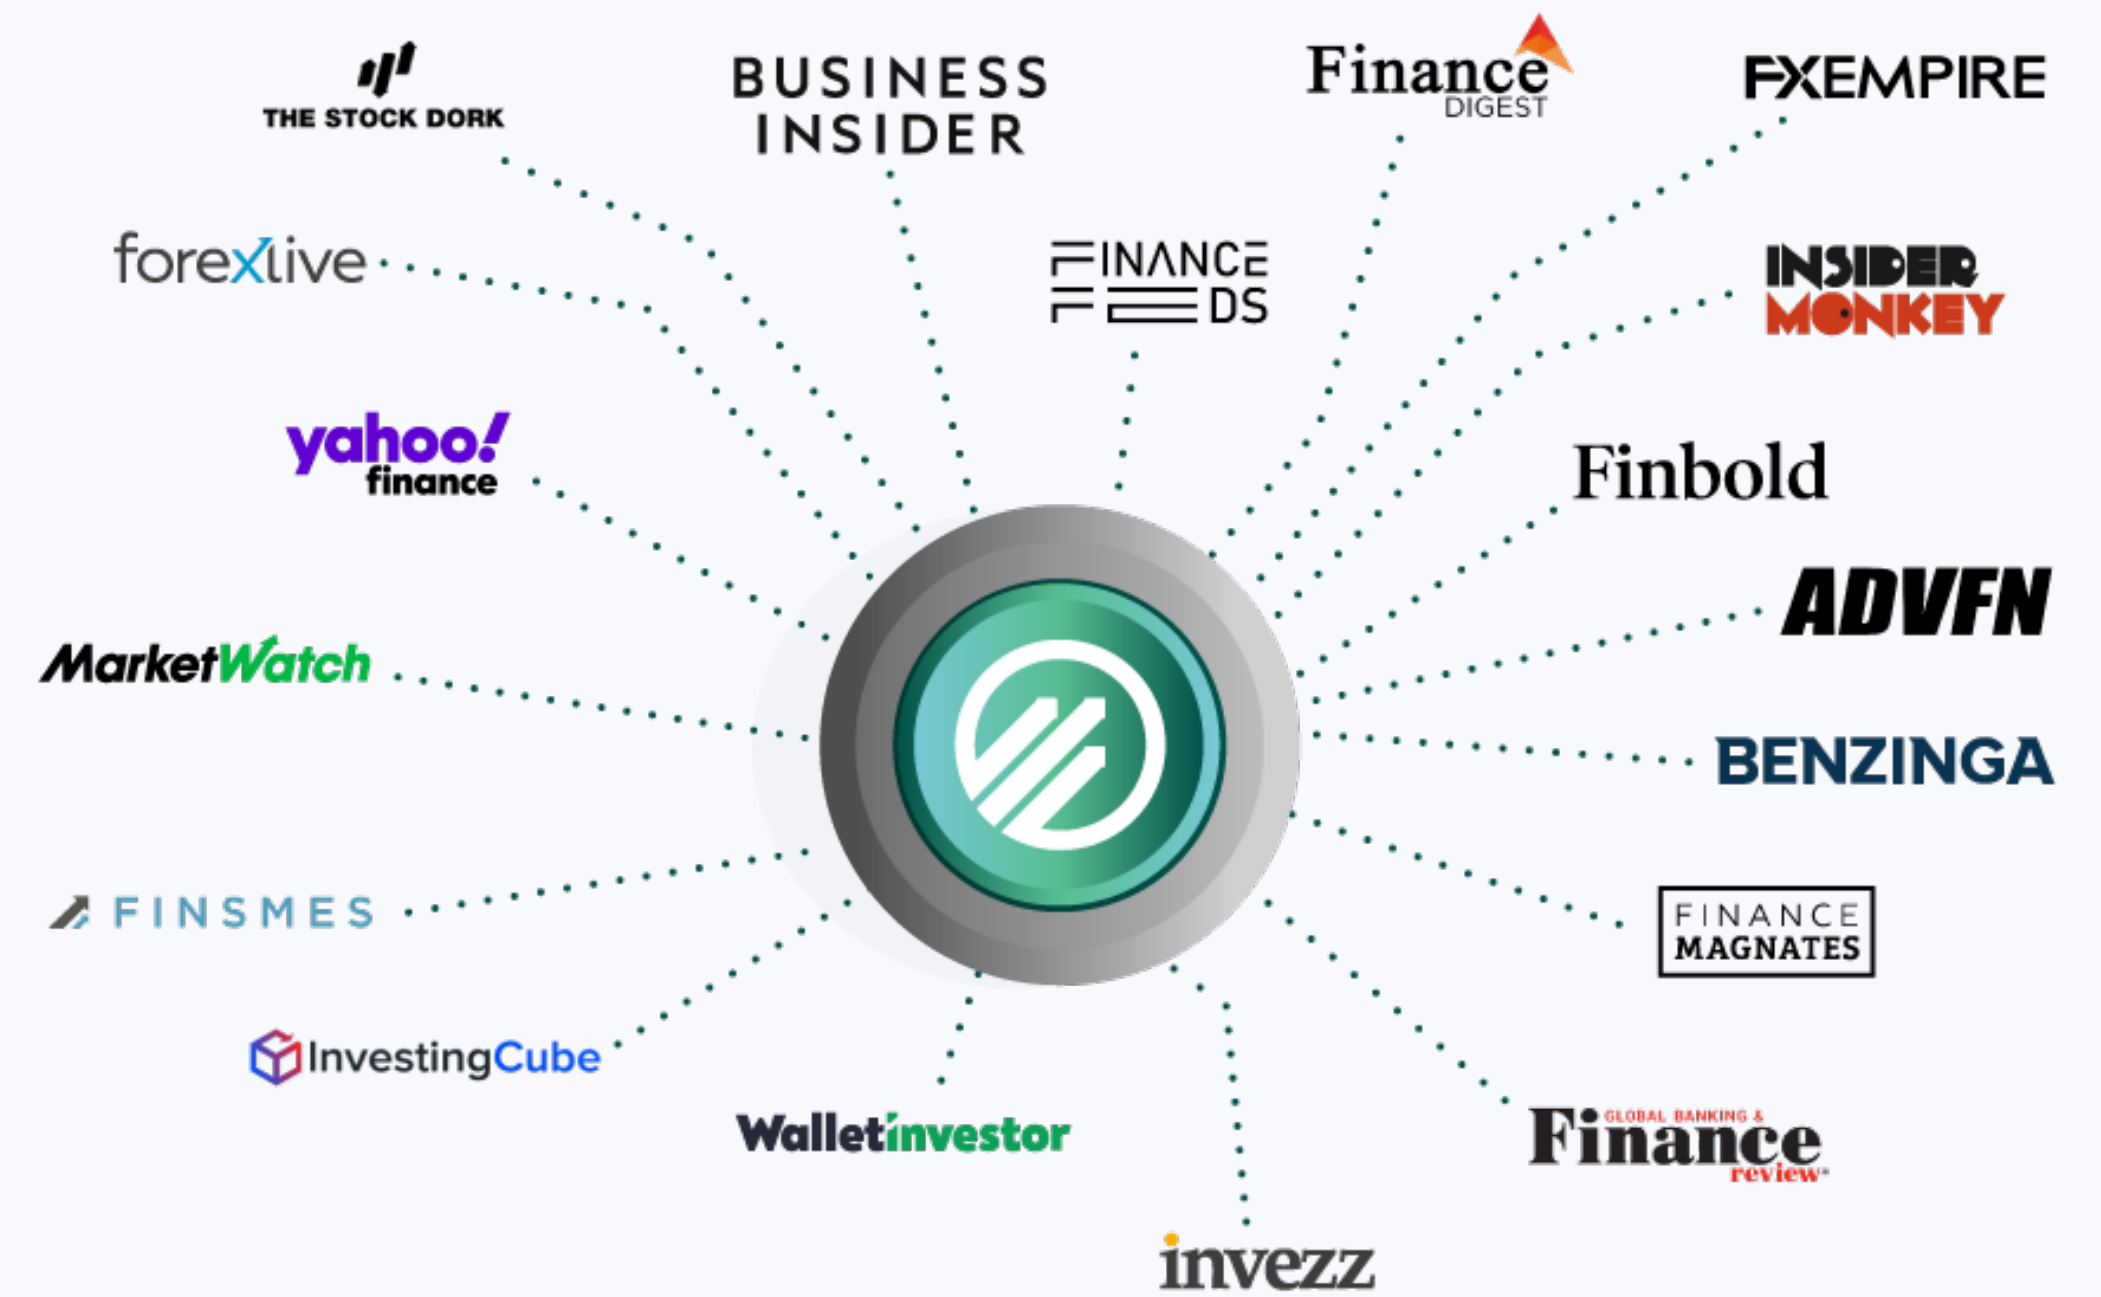 THE STOCK DORK
BUSINESS
INSIDER
Finance
DIGEST
FXEMPIRE
forexlive
FINANCE
FEEDS
INSIDER
MONKEY
yahoo!
finance
Finbold
ADVFN
MarketWatch
BENZINGA
FINSMES
FINANCE
MAGNATES
InvestingCube
Walletinvestor
GLOBAL BANKING &
Finance
review
invezz